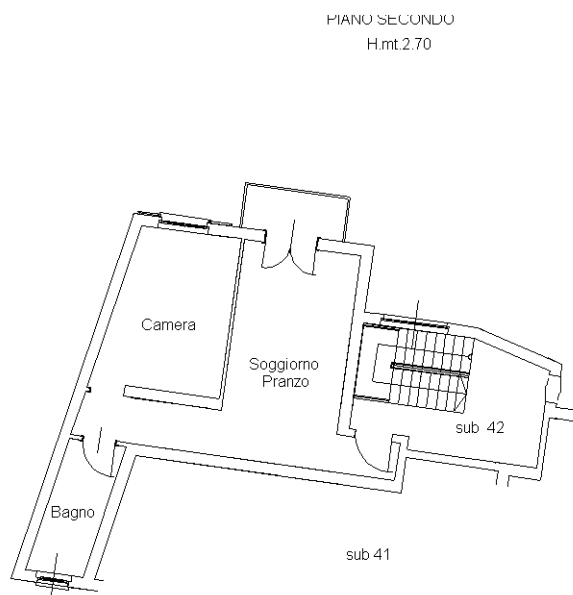 PIANO SECONDO
H.mt.2.70
Camera
Soggiorno
Pranzo
sub 42
Bagno
sub 41